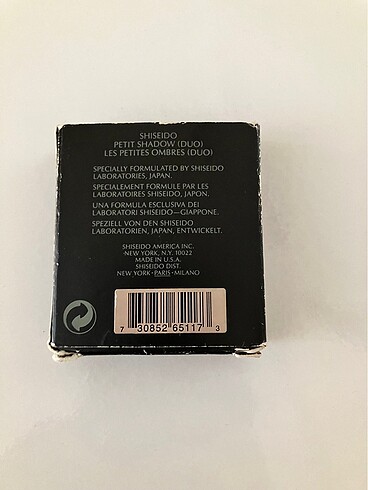 SHISEIDO
PETIT SHADOW (DUO)
LES PETITES OMBRES (DUO)
SPECIALLY FORMULATED BY SHISEIDO
LABORATORIES, JAPAN.
SPECIALEMENT FORMULE PAR LES
LABORATOIRES SHISEIDO, JAPON.
UNA FORMULA ESCLUSIVA DEI
LABORATORI SHISEIDO—GIAPPONE.
SPEZIELL VON DEN SHISEIDO
LABORATORIEN, JAPAN, ENTWICKELT.
SHISEIDO AMERICA INC.
·NEW YORK, N.Y. 10022
MADE IN U.S.A.
SHISEIDO DIST.
NEW YORK·PARIS·MILANO
7 30852 65117 3